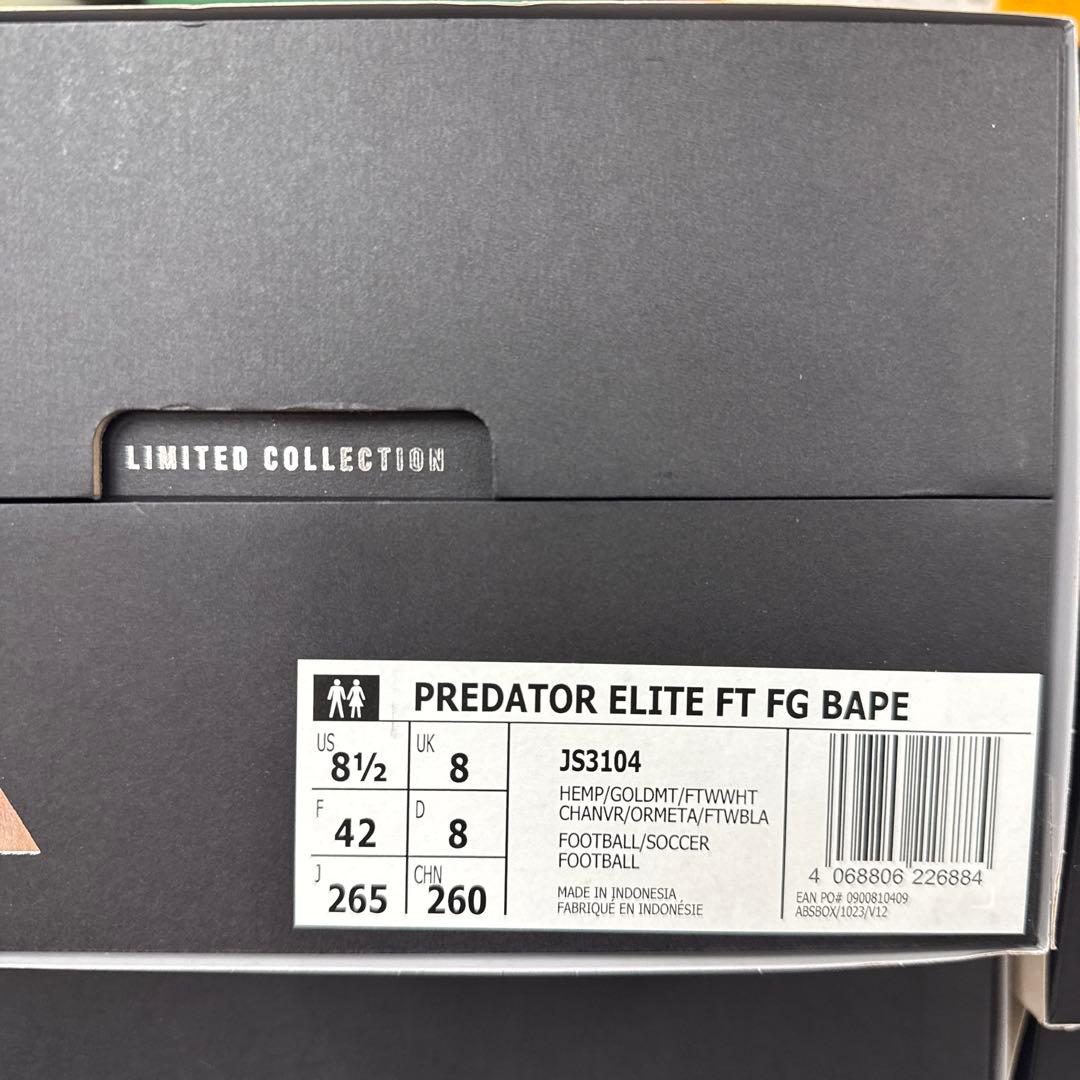 LIMITED COLLECTION
PREDATOR ELITE FT FG BAPE
US
8½
UK
8
F
42
D
8
J
265
CHN
260
JS3104
HEMP/GOLDMT/FTWWHT
CHANVR/ORMETA/FTWBLA
FOOTBALL/SOCCER
FOOTBALL
MADE IN INDONESIA
FABRIQUÉ EN INDONÉSIE
4 068806 226884
EAN PO# 0900810409
ABSBOX/1023/V12